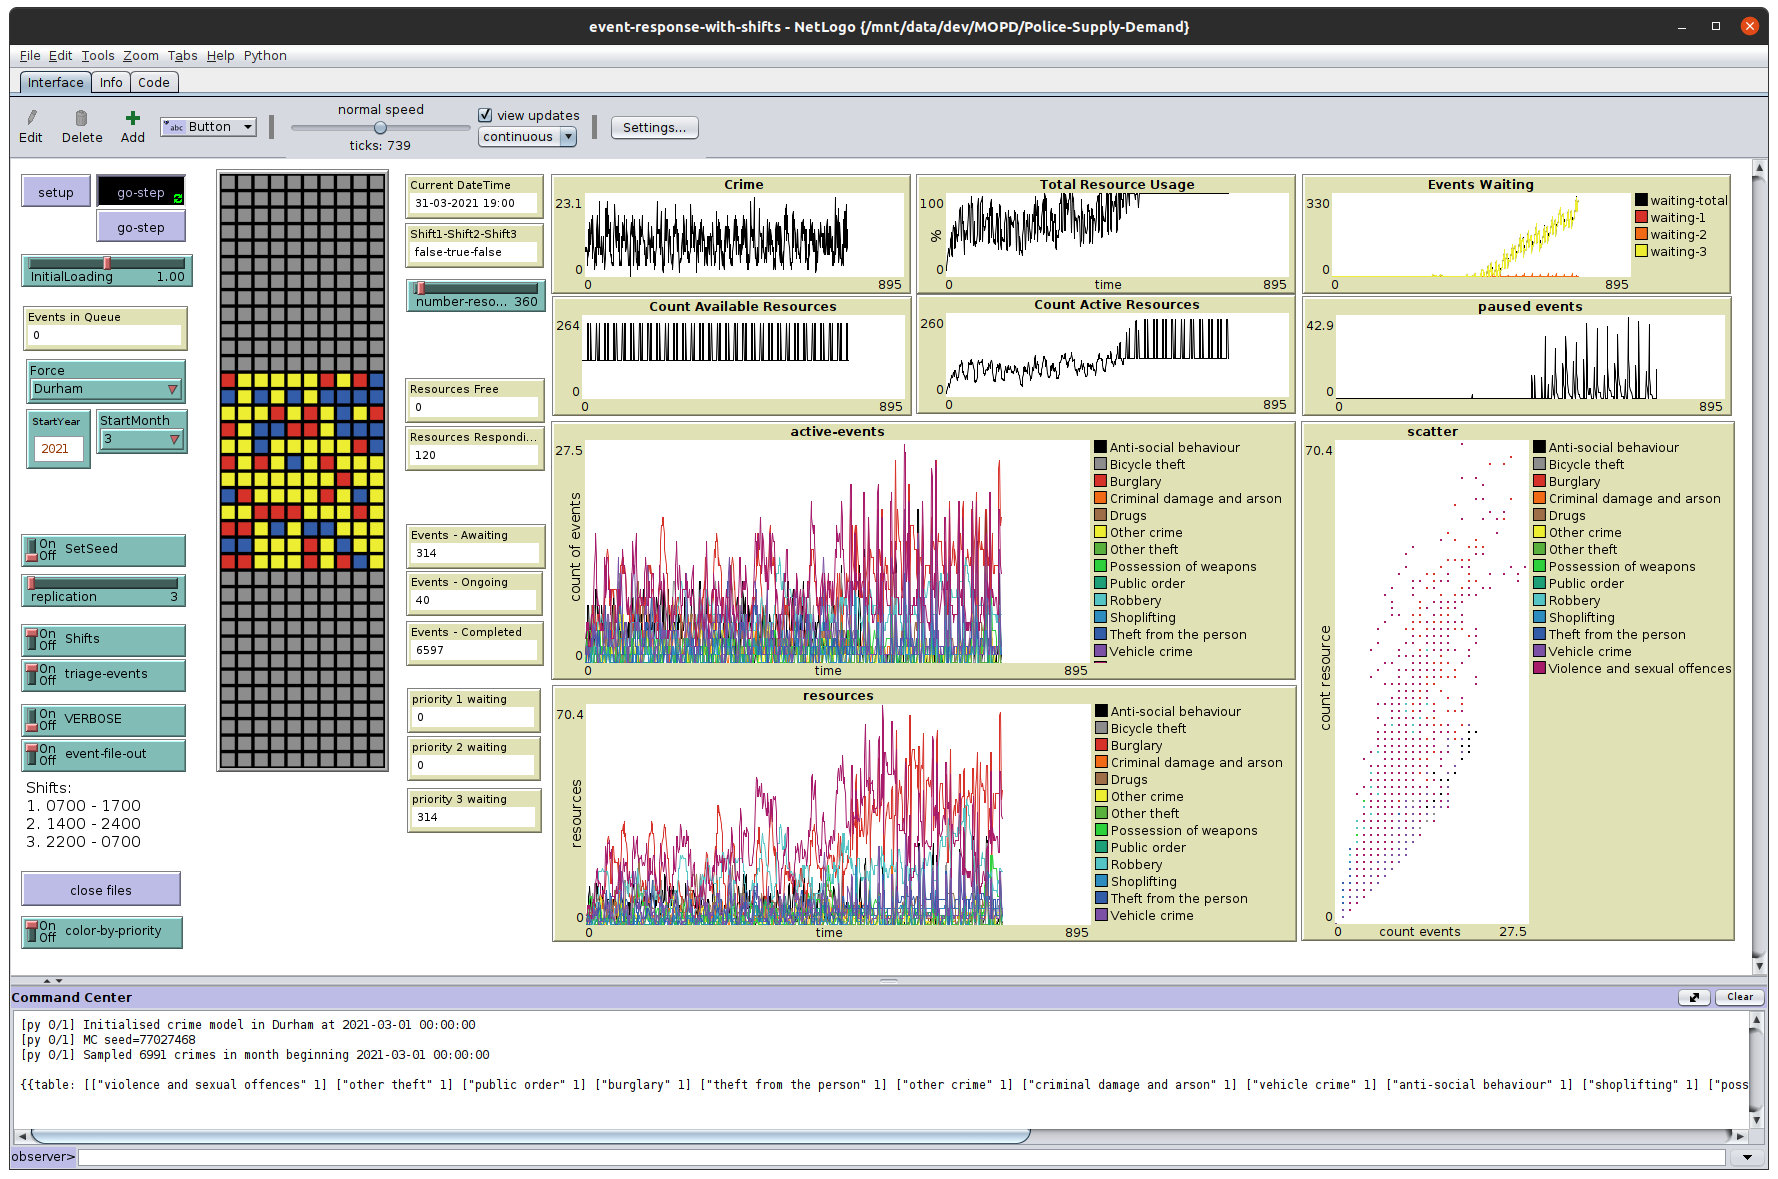 event-response-with-shifts - NetLogo {/mnt/data/dev/MOPD/Police-Supply-Demand}
File Edit Tools Zoom Tabs Help Python
Interface Info Code
Edit Delete Add abc Button
normal speed
ticks: 739
view updates
continuous
Settings...
setup
go-step
go-step
InitialLoading 1.00
Events in Queue
0
Force
Durham
StartYear
2021
StartMonth
3
On
Off
SetSeed
replication 3
On
Off
Shifts
On
Off
triage-events
On
Off
VERBOSE
On
Off
event-file-out
Shifts:
1. 0700 - 1700
2. 1400 - 2400
3. 2200 - 0700
close files
On
Off
color-by-priority
Current DateTime
31-03-2021 19:00
Shift1-Shift2-Shift3
false-true-false
number-reso... 360
Resources Free
0
Resources Respondi...
120
Events - Awaiting
314
Events - Ongoing
40
Events - Completed
6597
priority 1 waiting
0
priority 2 waiting
0
priority 3 waiting
314
Crime
23.1
0
0 895
Total Resource Usage
100
%
0
0 time 895
Events Waiting
330
0
0 895
waiting-total
waiting-1
waiting-2
waiting-3
Count Available Resources
264
0
0 895
Count Active Resources
260
0
0 895
paused events
42.9
0
0 895
active-events
27.5
count of events
0
0 time 895
Anti-social behaviour
Bicycle theft
Burglary
Criminal damage and arson
Drugs
Other crime
Other theft
Possession of weapons
Public order
Robbery
Shoplifting
Theft from the person
Vehicle crime
resources
70.4
resources
0
0 time 895
Anti-social behaviour
Bicycle theft
Burglary
Criminal damage and arson
Drugs
Other crime
Other theft
Possession of weapons
Public order
Robbery
Shoplifting
Theft from the person
Vehicle crime
scatter
70.4
count resource
0
0 count events 27.5
Anti-social behaviour
Bicycle theft
Burglary
Criminal damage and arson
Drugs
Other crime
Other theft
Possession of weapons
Public order
Robbery
Shoplifting
Theft from the person
Vehicle crime
Violence and sexual offences
Command Center
Clear
[py 0/1] Initialised crime model in Durham at 2021-03-01 00:00:00
[py 0/1] MC seed=77027468
[py 0/1] Sampled 6991 crimes in month beginning 2021-03-01 00:00:00
{{table: [["violence and sexual offences" 1] ["other theft" 1] ["public order" 1] ["burglary" 1] ["theft from the person" 1] ["other crime" 1] ["criminal damage and arson" 1] ["vehicle crime" 1] ["anti-social behaviour" 1] ["shoplifting" 1] ["poss
observer>